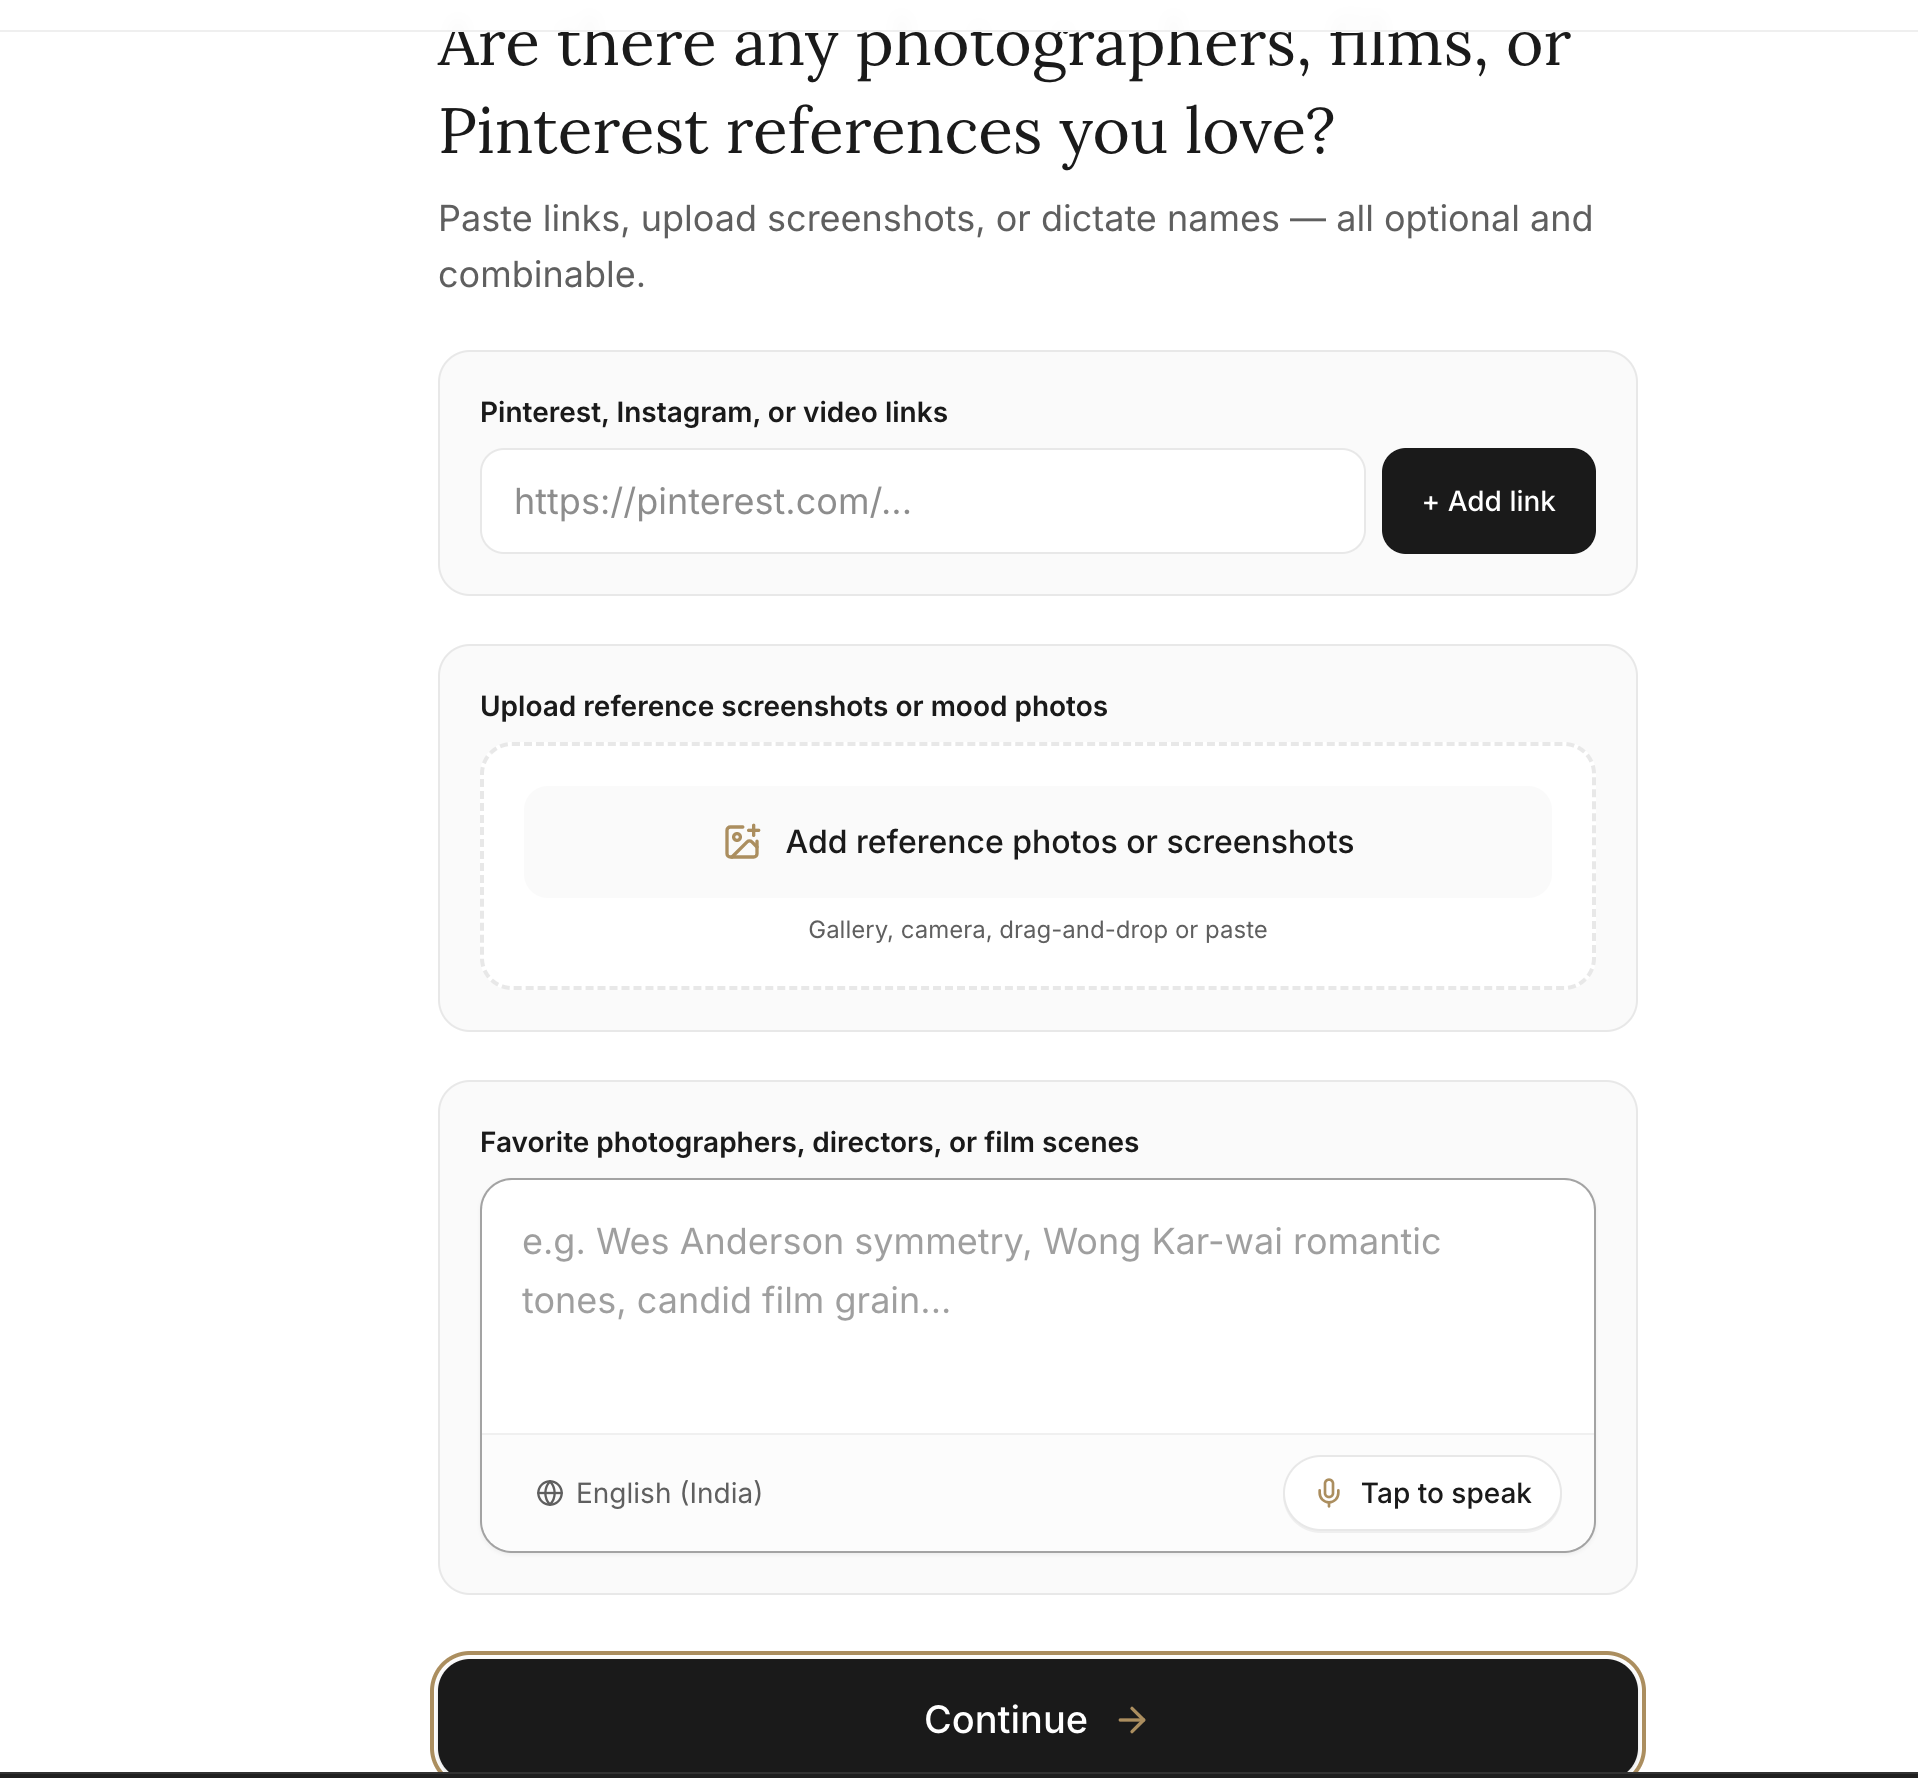 Are there any photographers, films, or
Pinterest references you love?
Paste links, upload screenshots, or dictate names — all optional and
combinable.
Pinterest, Instagram, or video links
https://pinterest.com/...
+ Add link
Upload reference screenshots or mood photos
Add reference photos or screenshots
Gallery, camera, drag-and-drop or paste
Favorite photographers, directors, or film scenes
e.g. Wes Anderson symmetry, Wong Kar-wai romantic
tones, candid film grain...
English (India)
Tap to speak
Continue →